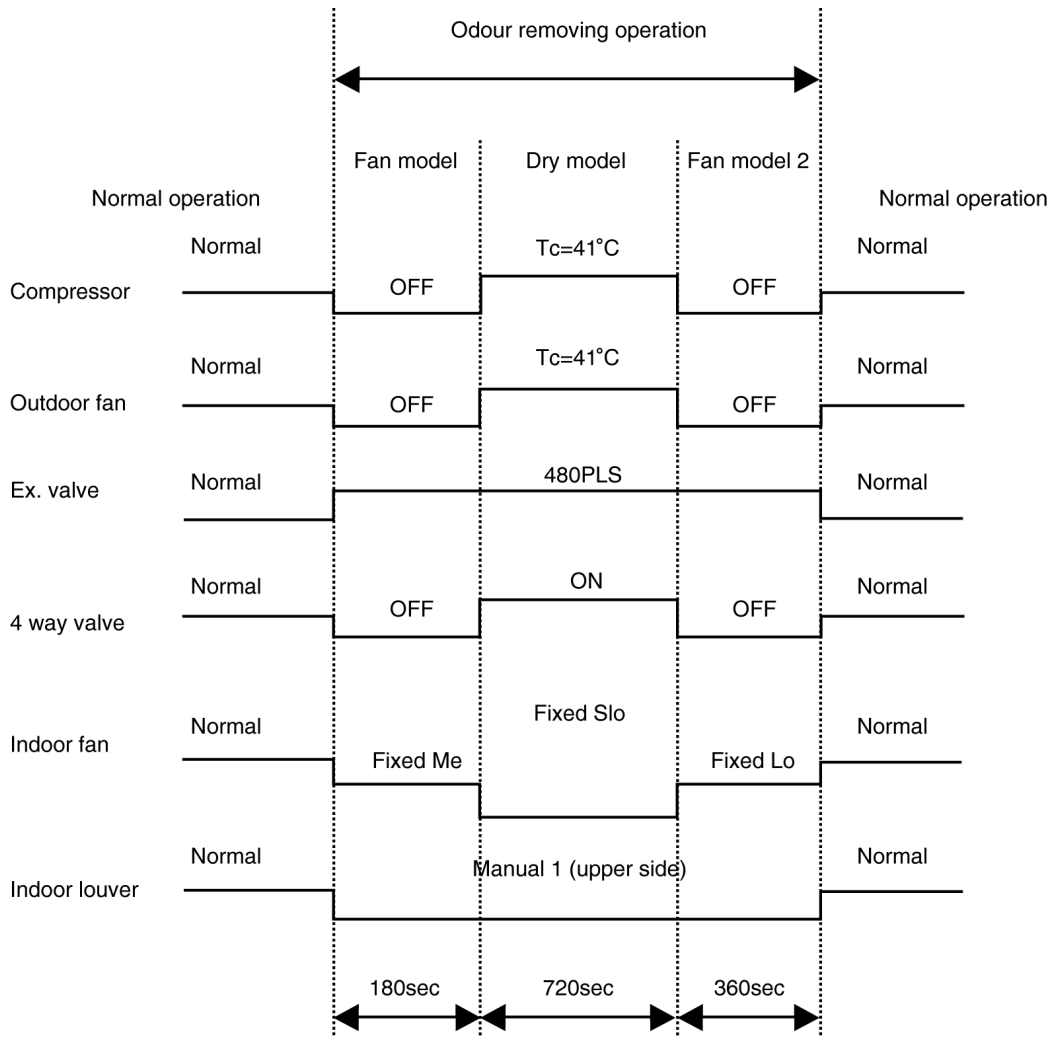 Odour removing operation
Fan model Dry model Fan model 2
Normal operation Normal operation
Normal Tc=41°C Normal
Compressor OFF OFF
Normal Tc=41°C Normal
Outdoor fan OFF OFF
Ex. valve Normal 480PLS Normal
Normal ON Normal
4 way valve OFF OFF
Fixed Slo
Indoor fan Normal Normal
Fixed Me Fixed Lo
Normal Manual 1 (upper side) Normal
Indoor louver
180sec 720sec 360sec